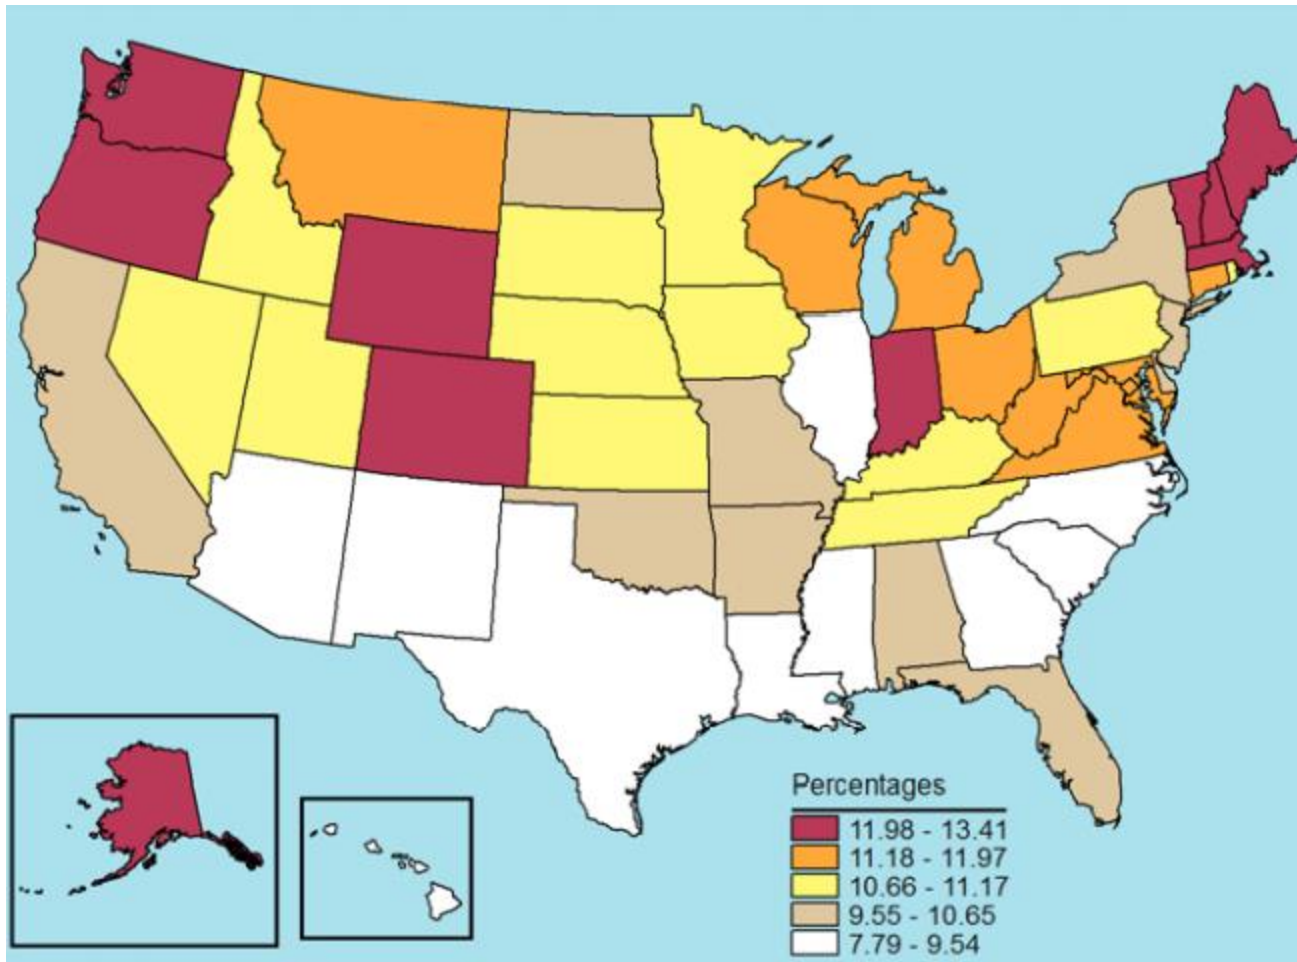 Percentages
11.98 - 13.41
11.18 - 11.97
10.66 - 11.17
9.55 - 10.65
7.79 - 9.54